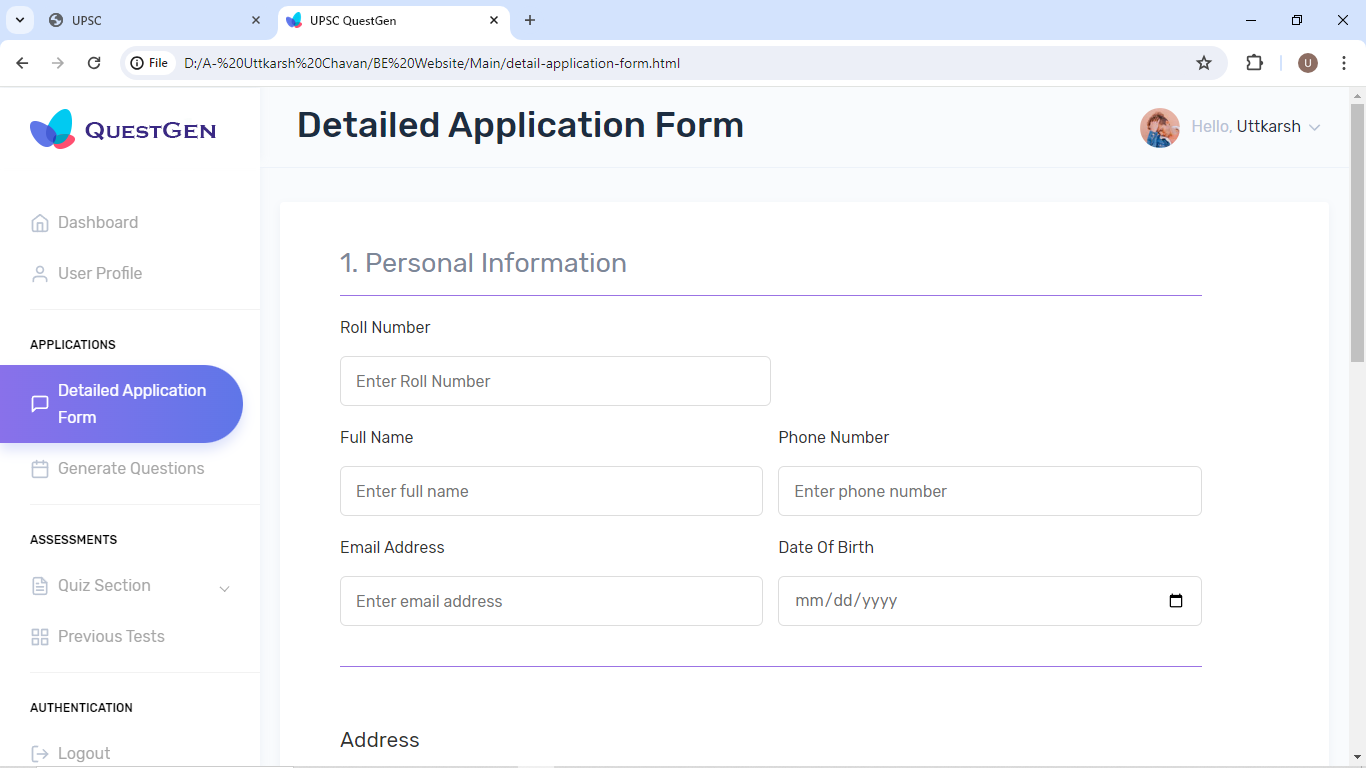 UPSC
UPSC QuestGen
File
D:/A-%20Uttkarsh%20Chavan/BE%20Website/Main/detail-application-form.html
U
QUESTGEN
Detailed Application Form
Hello, Uttkarsh
Dashboard
User Profile
APPLICATIONS
Detailed Application
Form
Generate Questions
ASSESSMENTS
Quiz Section
Previous Tests
AUTHENTICATION
Logout
1. Personal Information
Roll Number
Enter Roll Number
Full Name
Phone Number
Enter full name
Enter phone number
Email Address
Date Of Birth
Enter email address
mm/dd/yyyy
Address